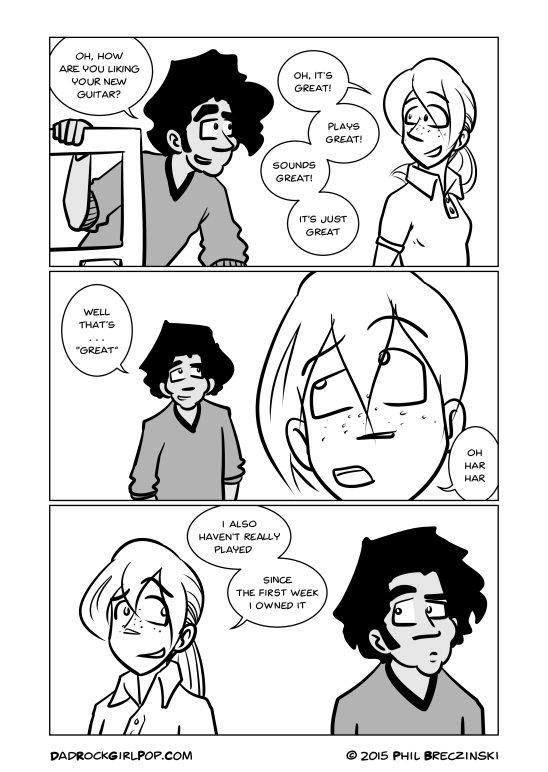 OH, HOW
ARE YOU LIKING
YOUR NEW
GUITAR?
OH, IT'S
GREAT!
PLAYS
GREAT!
SOUNDS
GREAT!
IT'S JUST
GREAT
WELL
THAT'S
. . .
"GREAT"
OH
HAR
HAR
I ALSO
HAVEN'T REALLY
PLAYED
SINCE
THE FIRST WEEK
I OWNED IT
DADROCKGIRLPOP.COM
© 2015 PHIL BRECZINSKI